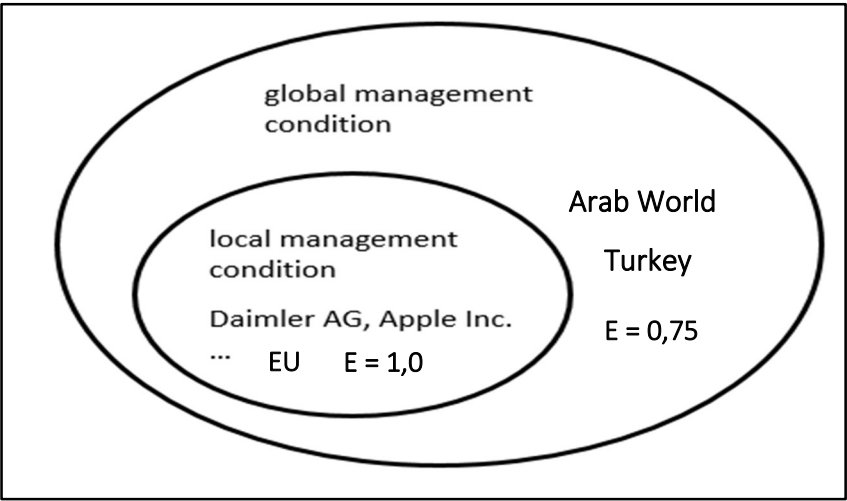 global management
condition
Arab World
local management
condition
Turkey
Daimler AG, Apple Inc.
E = 0,75
... EU E = 1,0